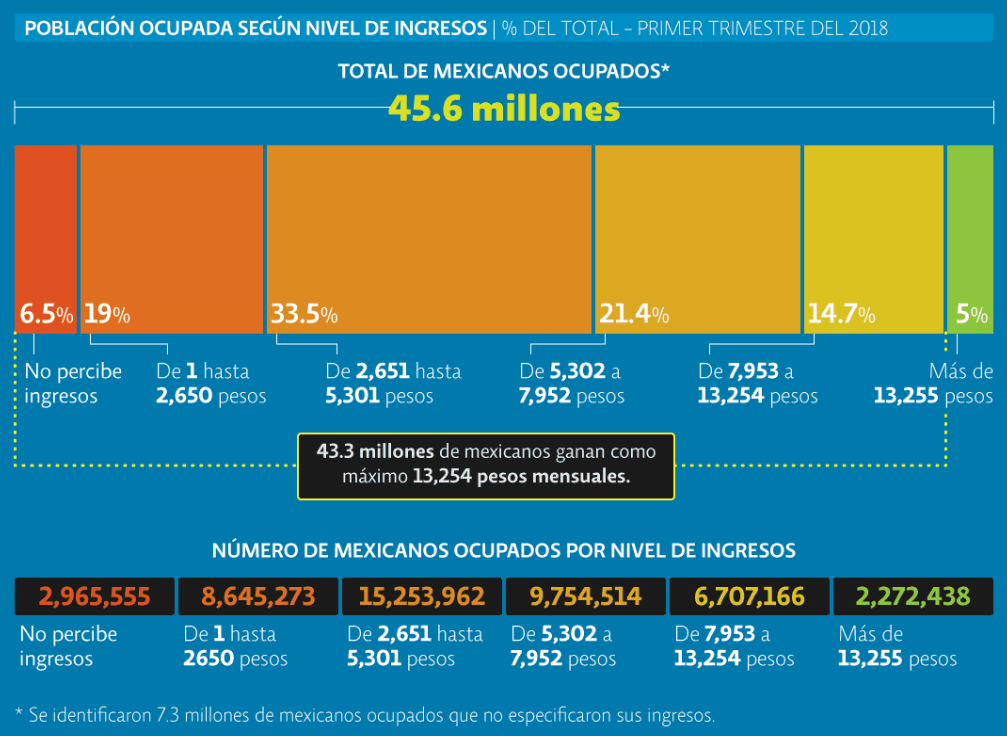 POBLACIÓN OCUPADA SEGÚN NIVEL DE INGRESOS | % DEL TOTAL – PRIMER TRIMESTRE DEL 2018
TOTAL DE MEXICANOS OCUPADOS*
45.6 millones
6.5% 19% 33.5% 21.4% 14.7% 5%
No percibe
ingresos
De 1 hasta
2,650 pesos
De 2,651 hasta
5,301 pesos
De 5,302 a
7,952 pesos
De 7,953 a
13,254 pesos
Más de
13,255 pesos
43.3 millones de mexicanos ganan como
máximo 13,254 pesos mensuales.
NÚMERO DE MEXICANOS OCUPADOS POR NIVEL DE INGRESOS
2,965,555 8,645,273 15,253,962 9,754,514 6,707,166 2,272,438
No percibe
ingresos
De 1 hasta
2650 pesos
De 2,651 hasta
5,301 pesos
De 5,302 a
7,952 pesos
De 7,953 a
13,254 pesos
Más de
13,255 pesos
* Se identificaron 7.3 millones de mexicanos ocupados que no especificaron sus ingresos.